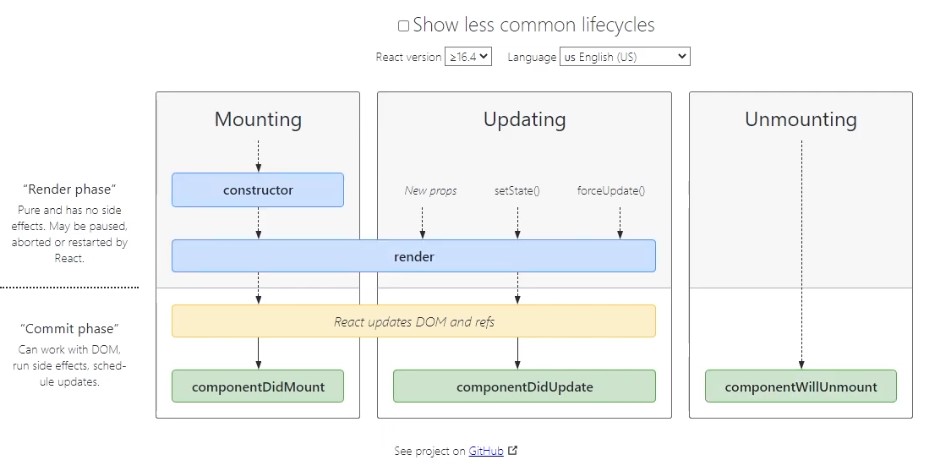 Show less common lifecycles
React version ≥16.4 Language us English (US)
Mounting
Updating
Unmounting
"Render phase"
Pure and has no side
effects. May be paused,
aborted or restarted by
React.
constructor
New props
setState()
forceUpdate()
render
"Commit phase"
Can work with DOM,
run side effects, sched-
ule updates.
React updates DOM and refs
componentDidMount
componentDidUpdate
componentWillUnmount
See project on GitHub